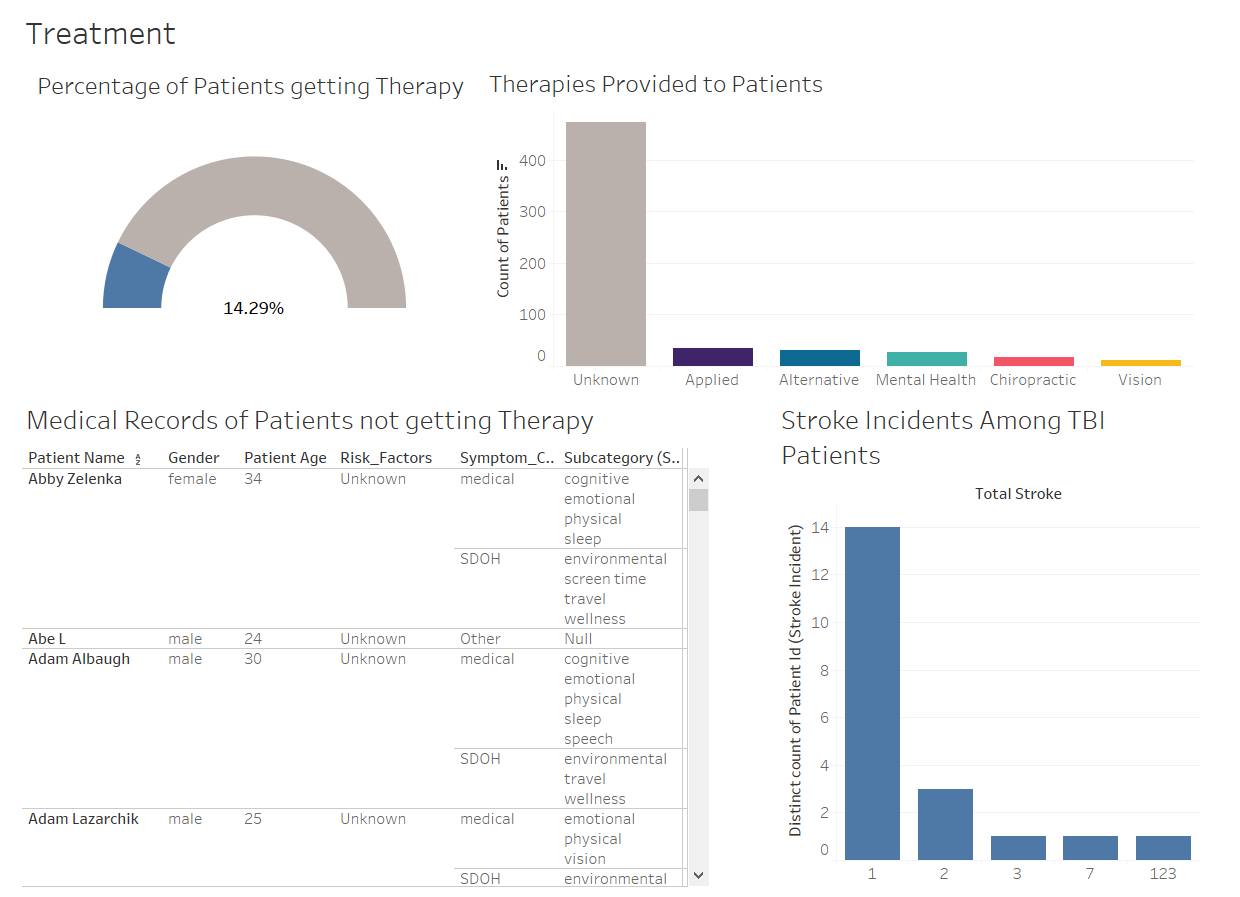 Treatment
Percentage of Patients getting Therapy
14.29%
Therapies Provided to Patients
Count of Patients
400
300
200
100
0
Unknown Applied Alternative Mental Health Chiropractic Vision
Medical Records of Patients not getting Therapy
Patient Name Gender Patient Age Risk_Factors Symptom_C.. Subcategory (S..
Abby Zelenka female 34 Unknown medical cognitive
emotional
physical
sleep
SDOH environmental
screen time
travel
wellness
Abe L male 24 Unknown Other Null
Adam Albaugh male 30 Unknown medical cognitive
emotional
physical
sleep
speech
SDOH environmental
travel
wellness
Adam Lazarchik male 25 Unknown medical emotional
physical
vision
SDOH environmental
Stroke Incidents Among TBI
Patients
Total Stroke
Distinct count of Patient Id (Stroke Incident)
14
12
10
8
6
4
2
0
1 2 3 7 123